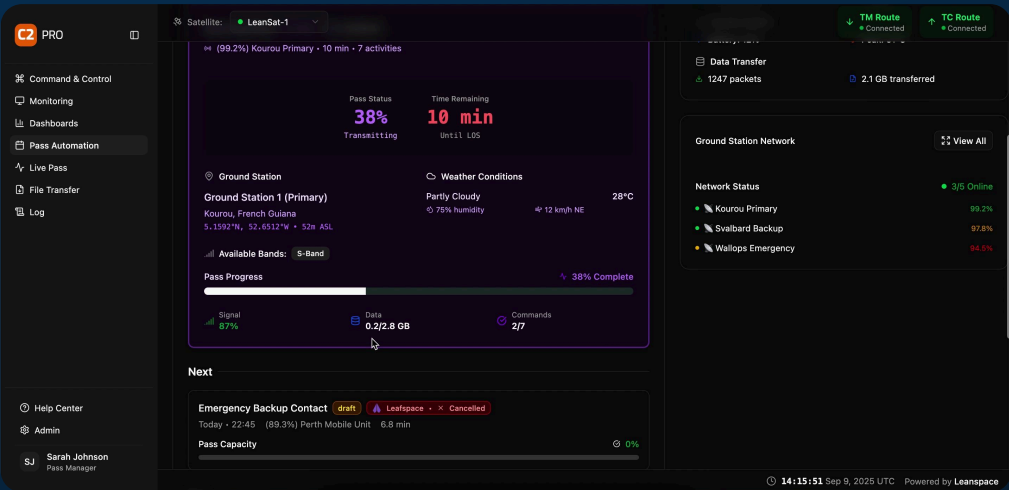 C2 PRO
Command & Control
Monitoring
Dashboards
Pass Automation
Live Pass
File Transfer
Log
Help Center
Admin
SJ
Sarah Johnson
Pass Manager
Satellite: LeanSat-1
TM Route
Connected
TC Route
Connected
(99.2%) Kourou Primary • 10 min • 7 activities
Pass Status
38%
Transmitting
Time Remaining
10 min
Until LOS
Ground Station
Ground Station 1 (Primary)
Kourou, French Guiana
5.1592°N, 52.6512°W • 52m ASL
Weather Conditions
Partly Cloudy 28°C
75% humidity 12 km/h NE
Available Bands: S-Band
Pass Progress 38% Complete
Signal
87%
Data
0.2/2.8 GB
Commands
2/7
Next
Emergency Backup Contact draft Leafspace • × Cancelled
Today • 22:45 (89.3%) Perth Mobile Unit 6.8 min
Pass Capacity 0%
Data Transfer
1247 packets 2.1 GB transferred
Ground Station Network View All
Network Status 3/5 Online
Kourou Primary 99.2%
Svalbard Backup 97.8%
Wallops Emergency 94.5%
14:15:51 Sep 9, 2025 UTC Powered by Leanspace